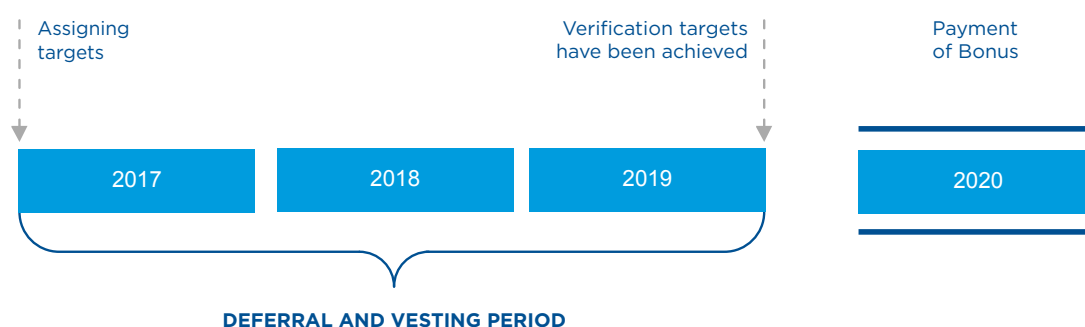 Assigning
targets
Verification targets
have been achieved
Payment
of Bonus
2017
2018
2019
2020
DEFERRAL AND VESTING PERIOD